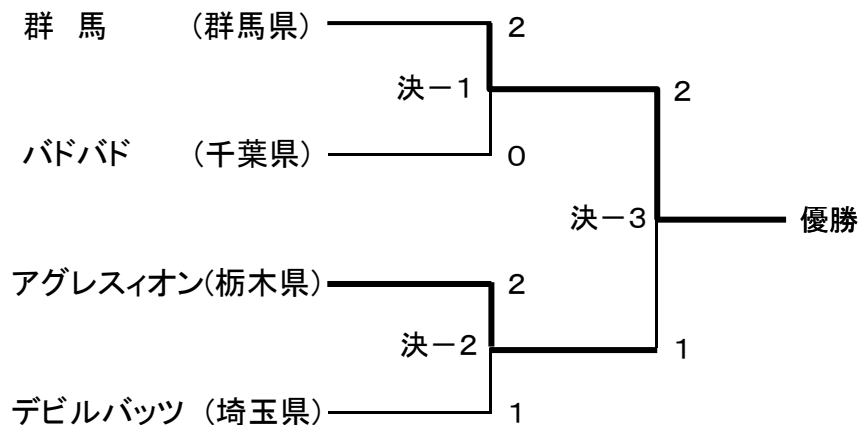 群 馬 (群馬県) 2
決－1 2
バドバド (千葉県) 0
決－3 優勝
アグレスィオン(栃木県) 2
決－2 1
デビルバッツ (埼玉県) 1